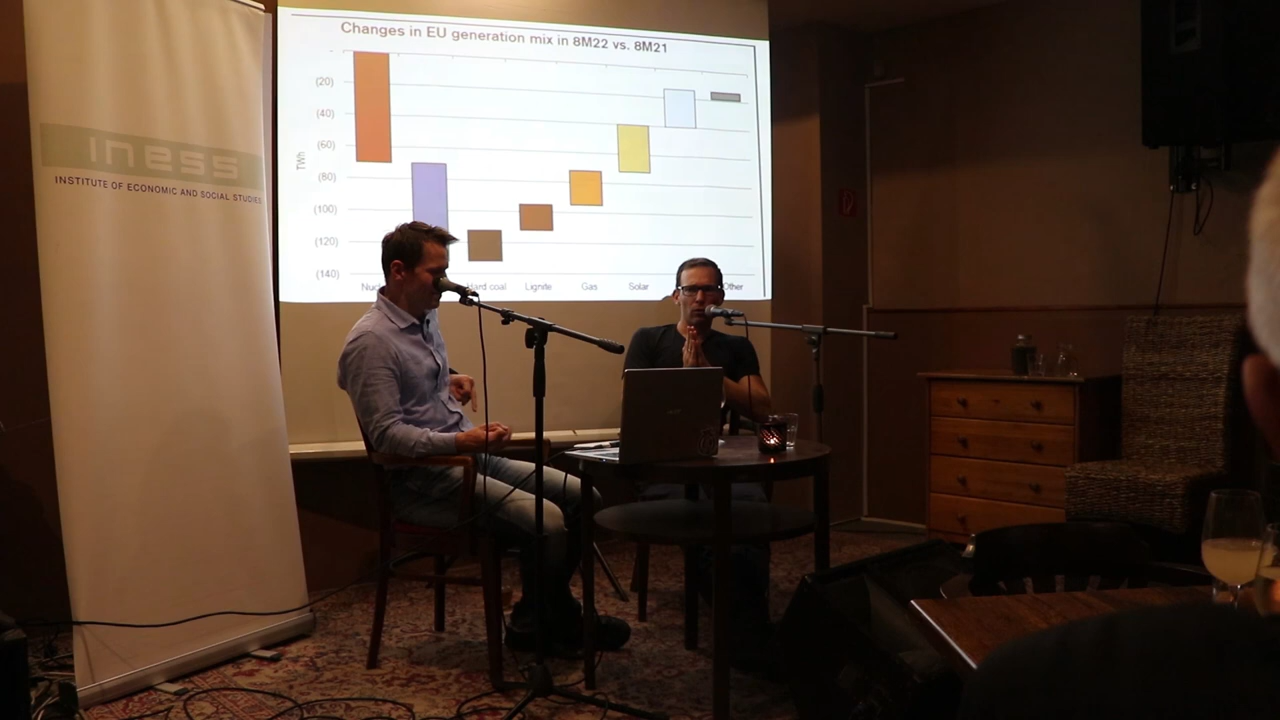 Changes in EU generation mix in 8M22 vs. 8M21
-
(20)
(40)
(60)
(80)
(100)
(120)
(140)
TWh
Hard coal
Lignite
Gas
Solar
Other
iness
INSTITUTE OF ECONOMIC AND SOCIAL STUDIES